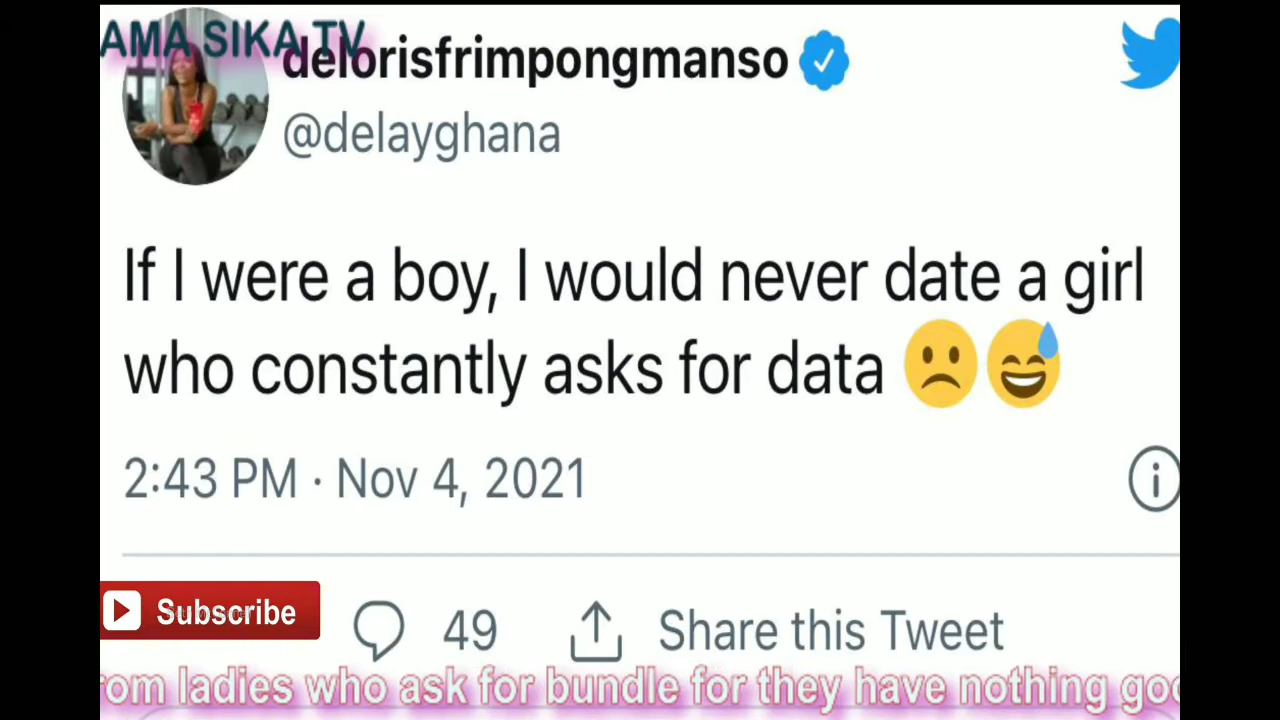 AMA SIKA TV
delorisfrimpongmanso
@delayghana
If I were a boy, I would never date a girl
who constantly asks for data 🙁😅
2:43 PM · Nov 4, 2021
Subscribe
49
Share this Tweet
ladies who ask for bundle for they have nothing